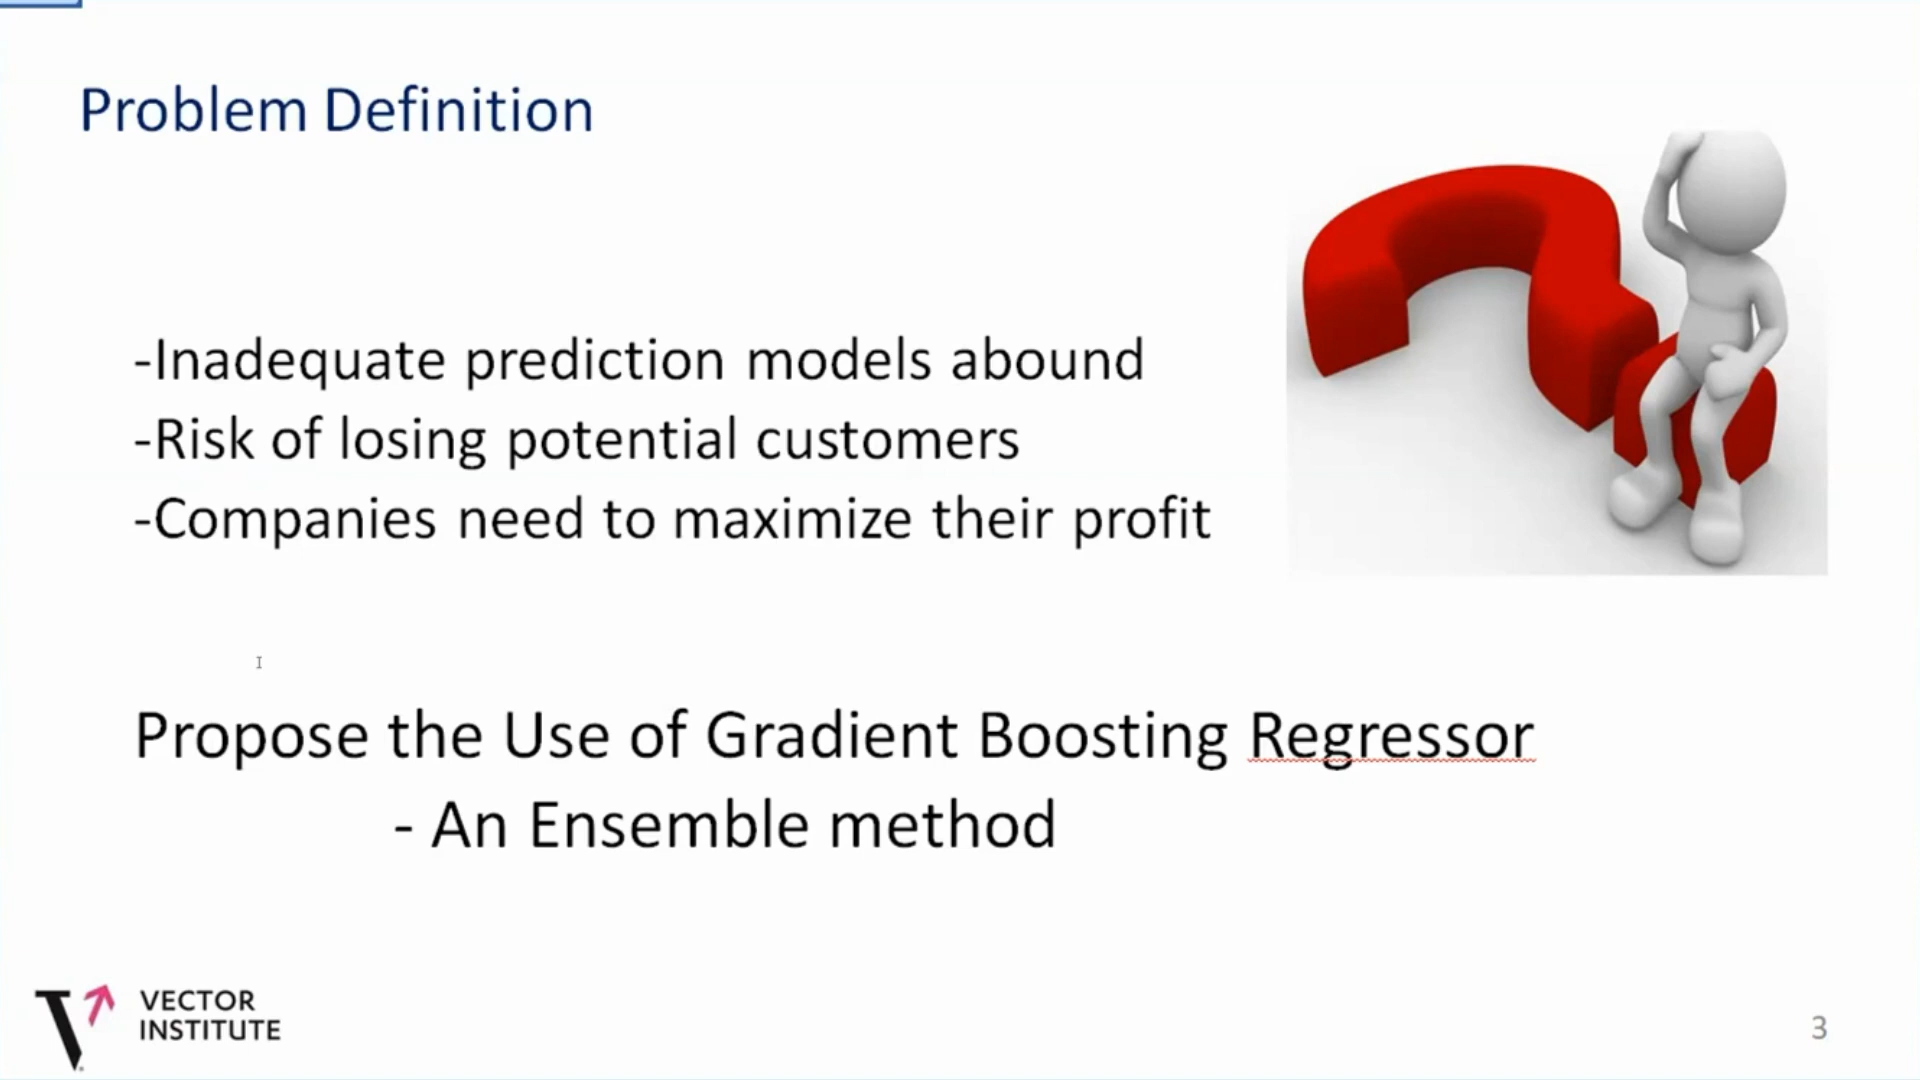 Problem Definition
-Inadequate prediction models abound
-Risk of losing potential customers
-Companies need to maximize their profit
Propose the Use of Gradient Boosting Regressor
- An Ensemble method
VECTOR
INSTITUTE
3